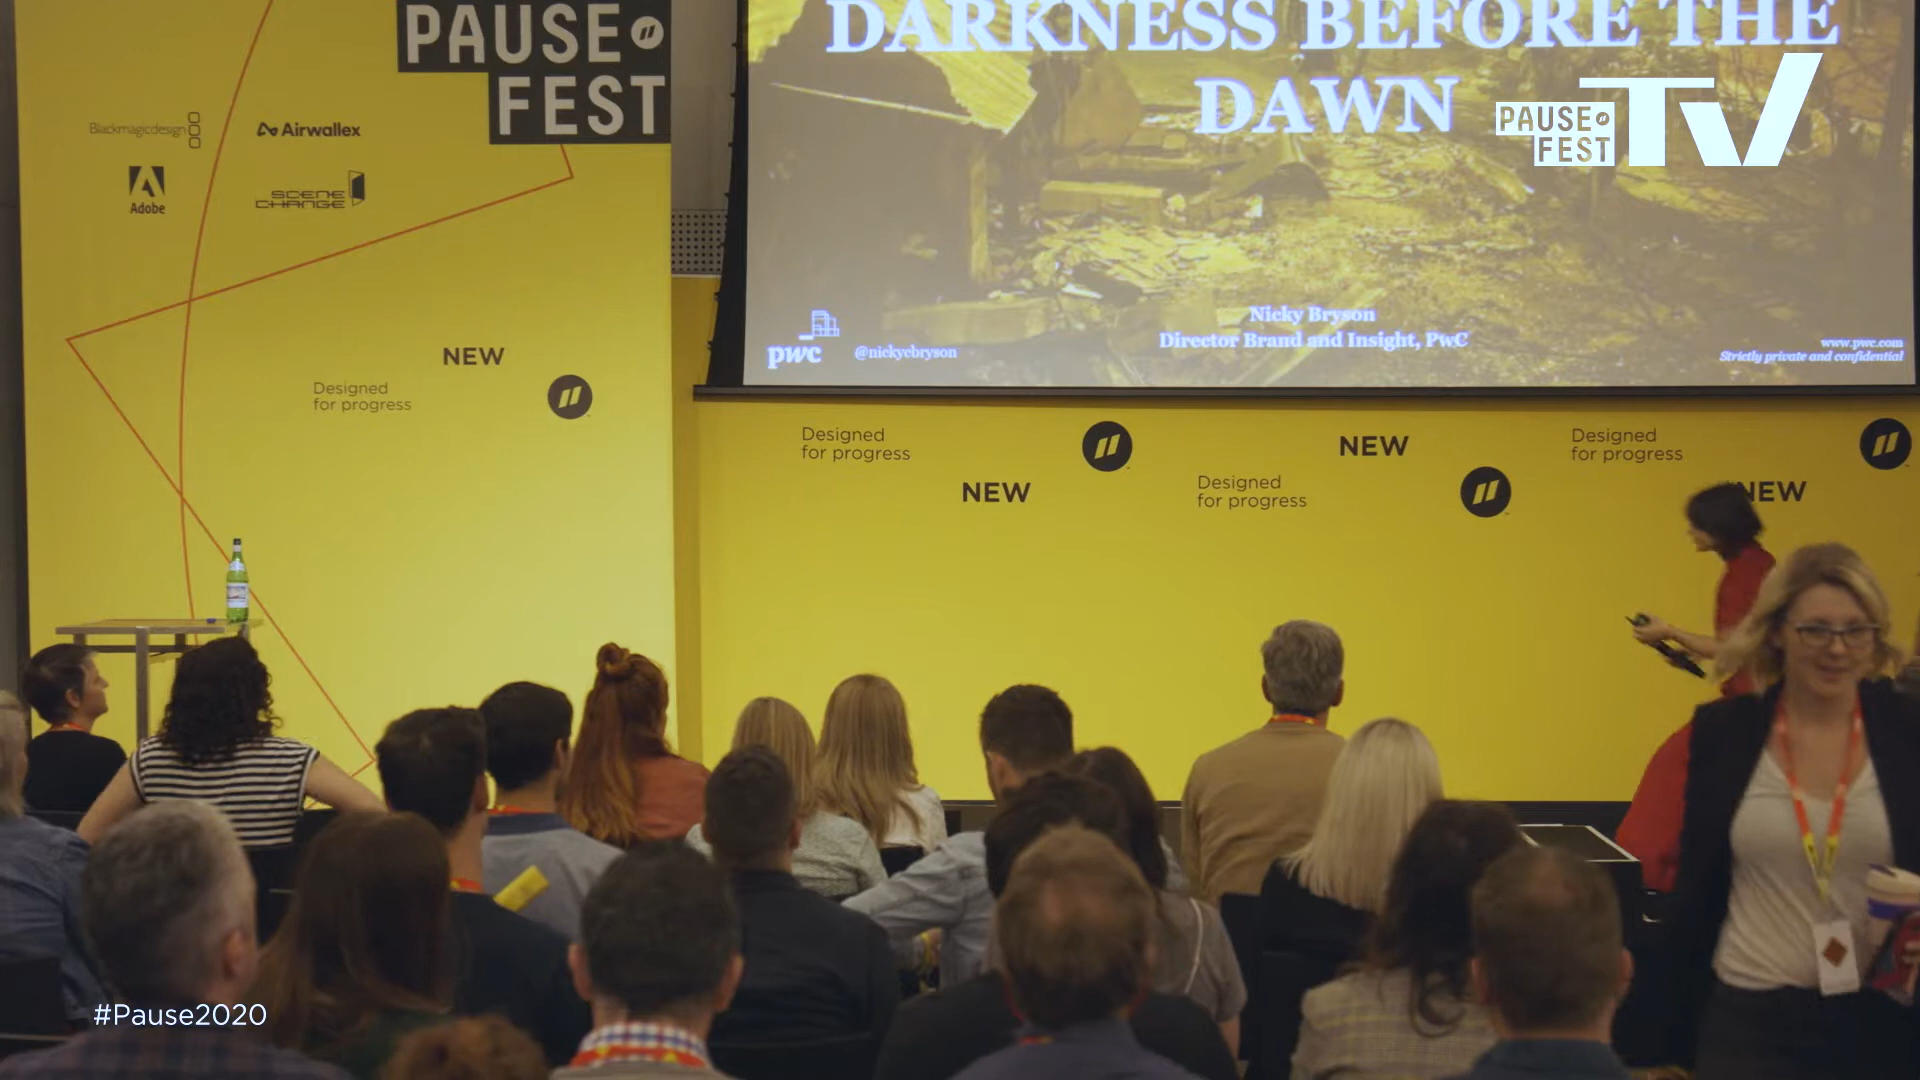 PAUSE
FEST
Blackmagicdesign
Airwallex
Adobe
SCENE
CHANGE
NEW
Designed
for progress
DARKNESS BEFORE THE
DAWN
PAUSE
FEST
TV
Nicky Bryson
Director Brand and Insight, PwC
pwc
@nickyebryson
www.pwc.com
Strictly private and confidential
Designed
for progress
NEW
NEW
Designed
for progress
Designed
for progress
NEW
#Pause2020